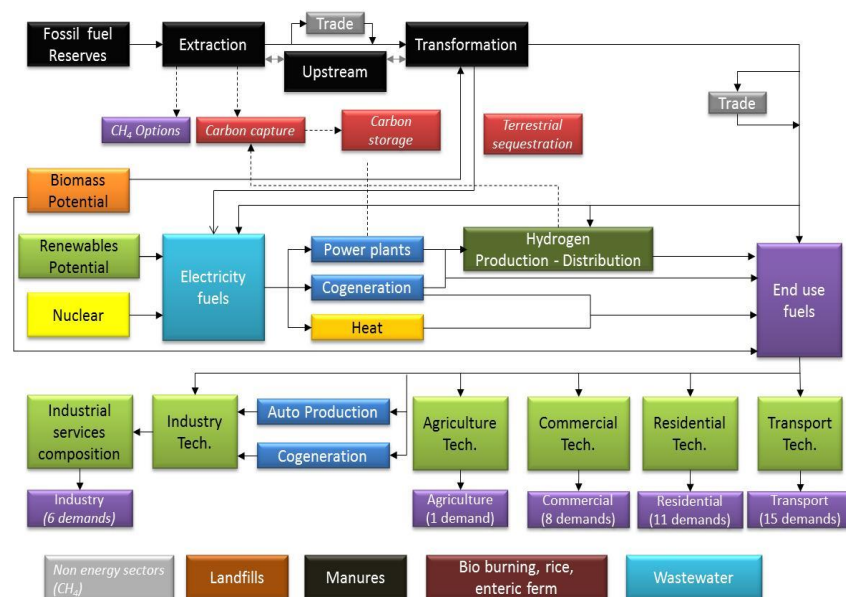 Fossil fuel
Reserves
Extraction
Trade
Upstream
Transformation
Trade
CH₄ Options
Carbon capture
Carbon
storage
Terrestrial
sequestration
Biomass
Potential
Renewables
Potential
Nuclear
Electricity
fuels
Power plants
Cogeneration
Heat
Hydrogen
Production - Distribution
End use
fuels
Industrial
services
composition
Industry
Tech.
Auto Production
Cogeneration
Agriculture
Tech.
Commercial
Tech.
Residential
Tech.
Transport
Tech.
Industry
(6 demands)
Agriculture
(1 demand)
Commercial
(8 demands)
Residential
(11 demands)
Transport
(15 demands)
Non energy sectors
(CH₄)
Landfills
Manures
Bio burning, rice,
enteric ferm
Wastewater